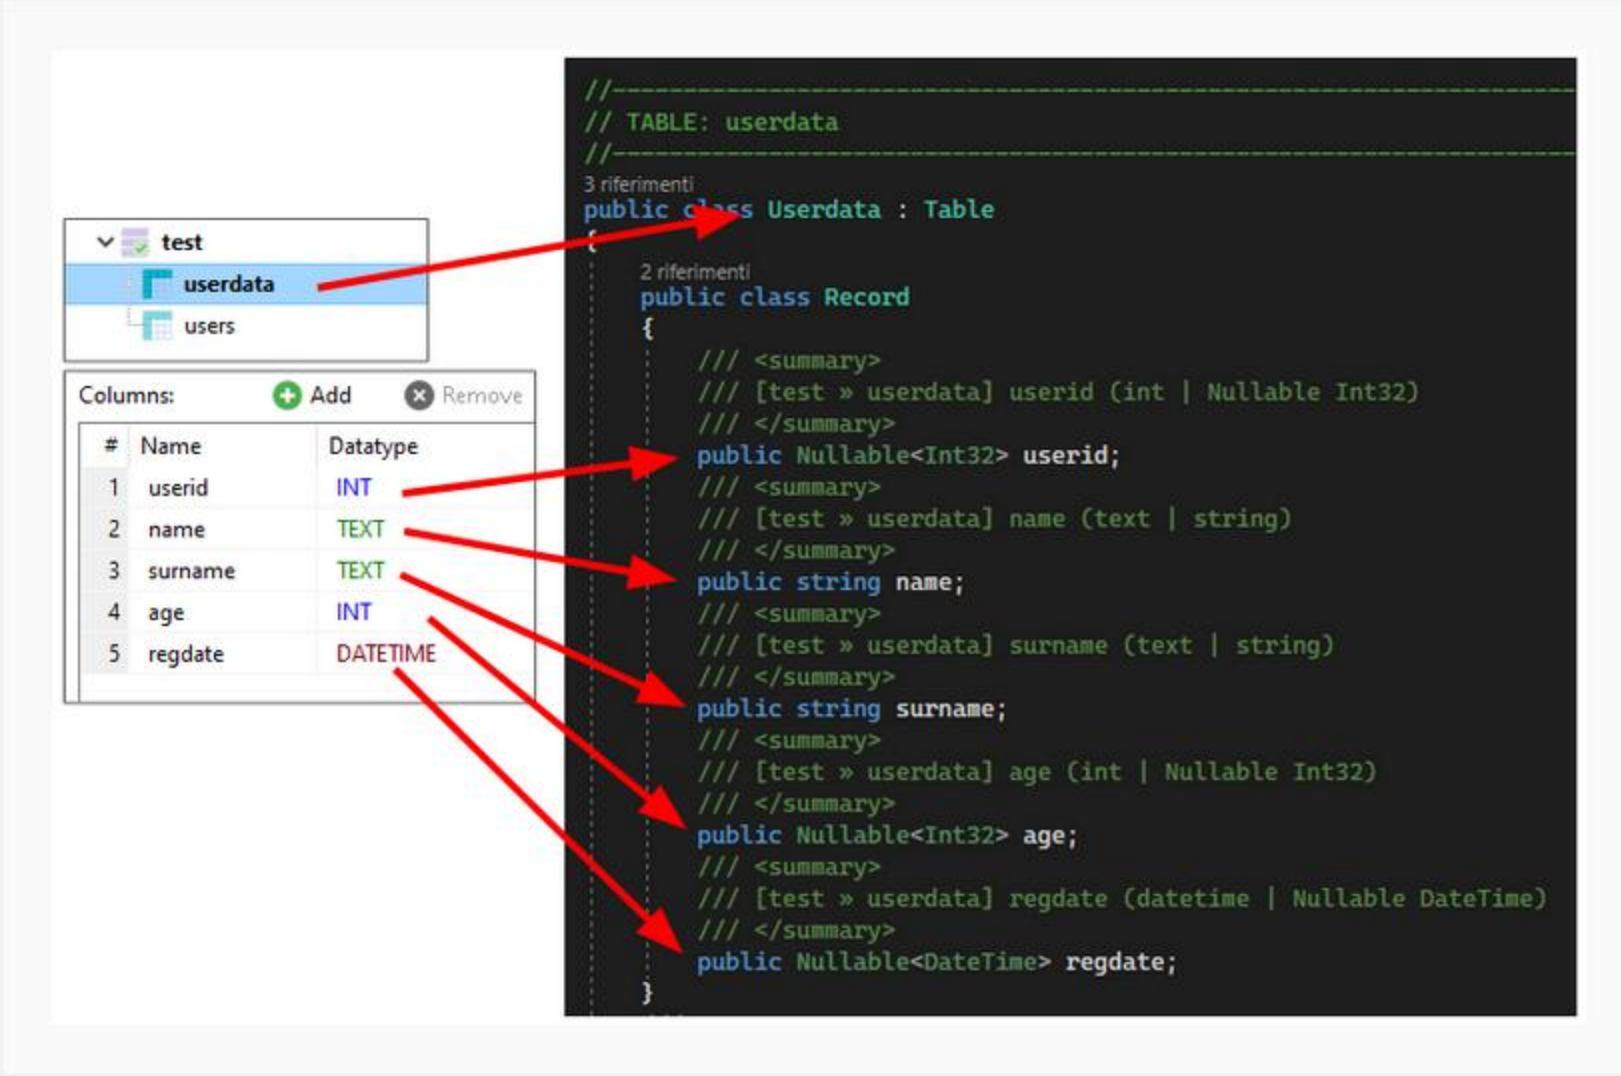 test
userdata
users
Columns: Add Remove
# Name Datatype
1 userid INT
2 name TEXT
3 surname TEXT
4 age INT
5 regdate DATETIME
//--------------------------------------------------------------------
// TABLE: userdata
//--------------------------------------------------------------------
3 riferimenti
public class Userdata : Table
{
2 riferimenti
public class Record
{
/// <summary>
/// [test » userdata] userid (int | Nullable Int32)
/// </summary>
public Nullable<Int32> userid;
/// <summary>
/// [test » userdata] name (text | string)
/// </summary>
public string name;
/// <summary>
/// [test » userdata] surname (text | string)
/// </summary>
public string surname;
/// <summary>
/// [test » userdata] age (int | Nullable Int32)
/// </summary>
public Nullable<Int32> age;
/// <summary>
/// [test » userdata] regdate (datetime | Nullable DateTime)
/// </summary>
public Nullable<DateTime> regdate;
}